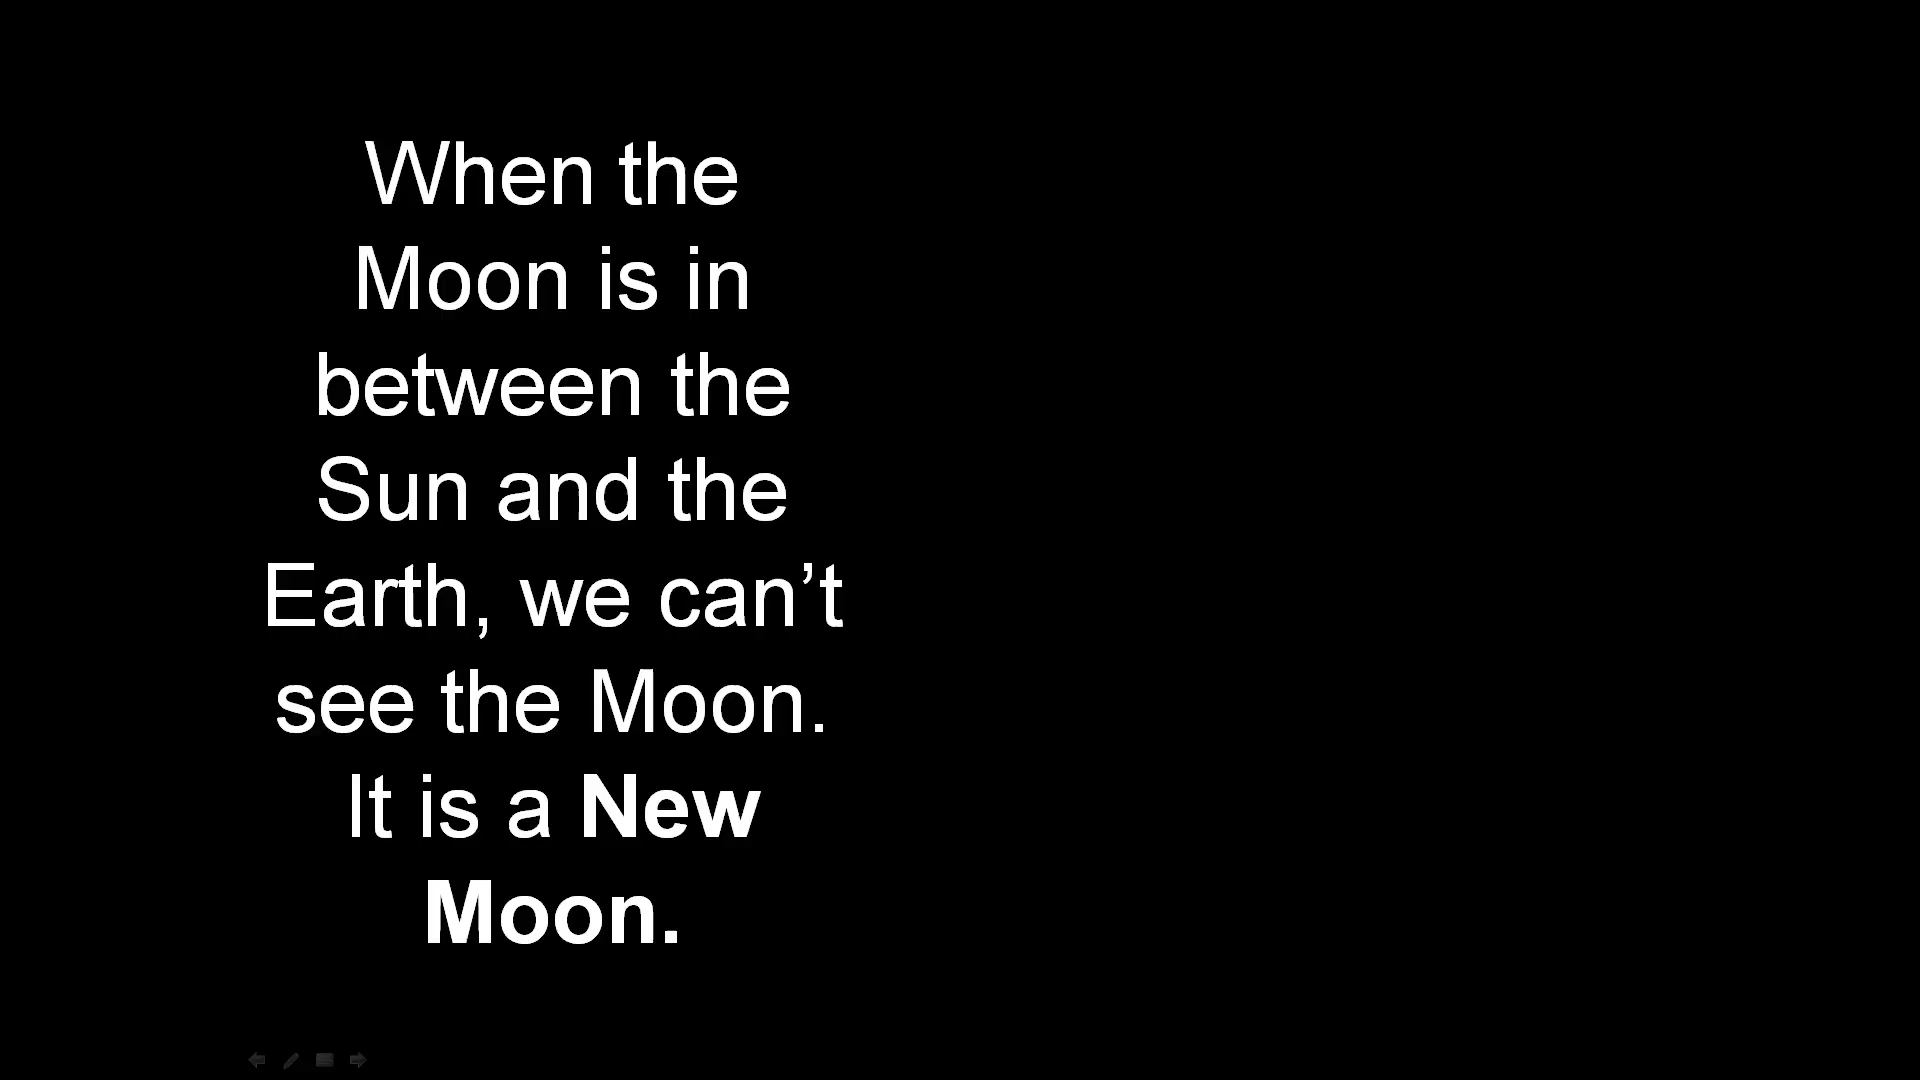 When the
Moon is in
between the
Sun and the
Earth, we can’t
see the Moon.
It is a New
Moon.